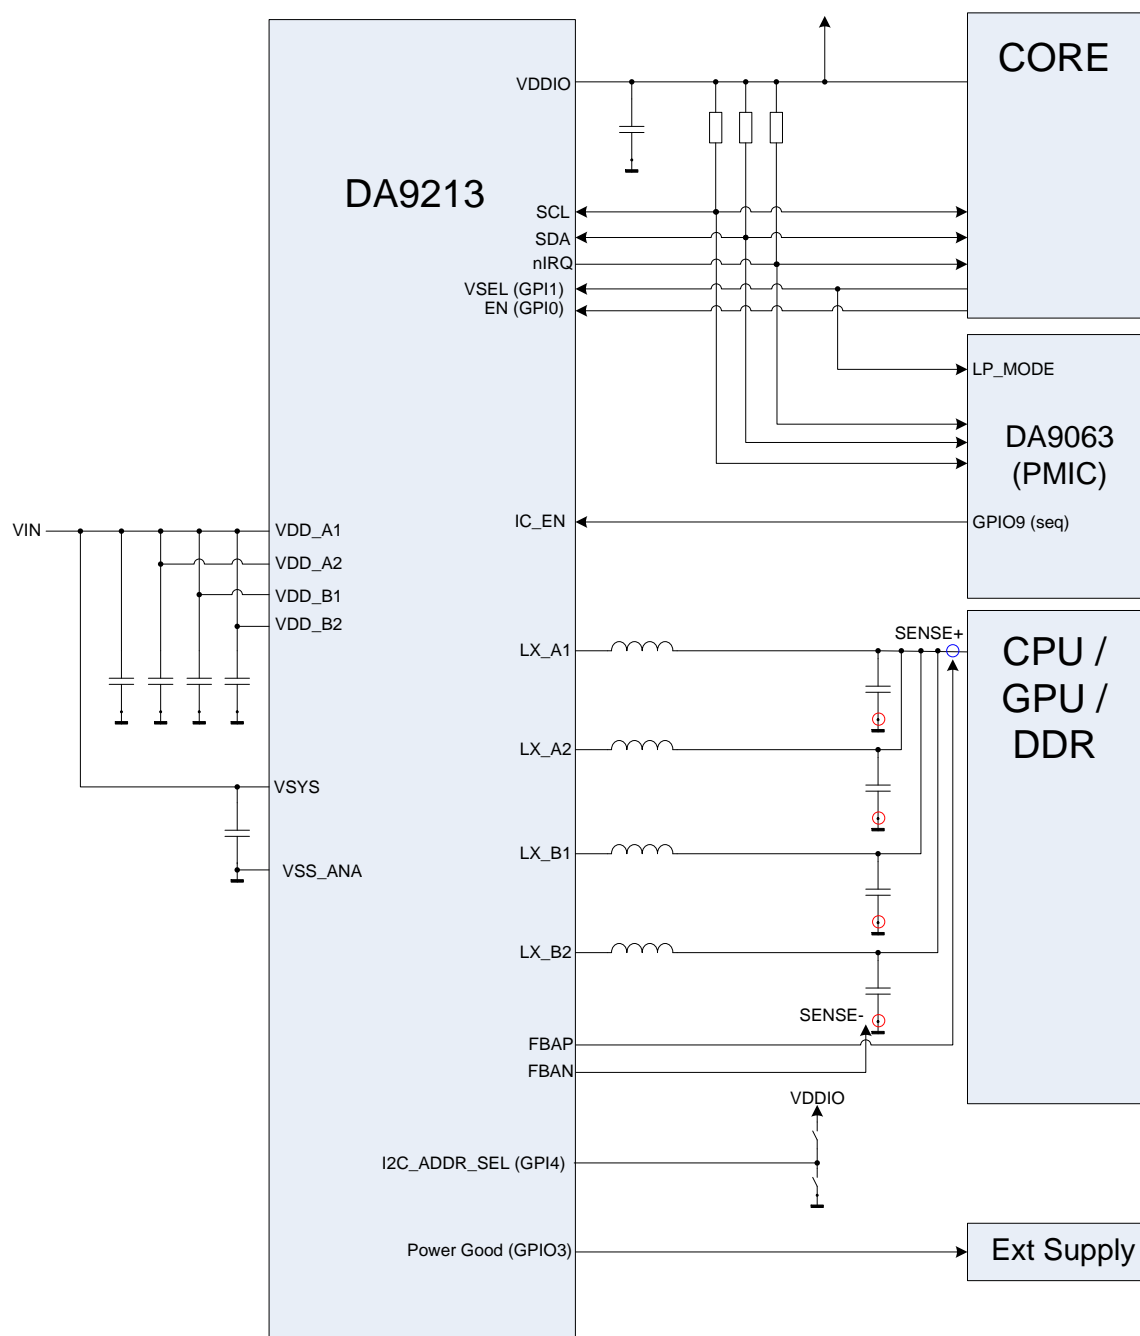 CORE
VDDIO
DA9213
SCL
SDA
nIRQ
VSEL (GPI1)
EN (GPI0)
LP_MODE
DA9063
(PMIC)
IC_EN
GPIO9 (seq)
VIN
VDD_A1
VDD_A2
VDD_B1
VDD_B2
LX_A1
SENSE+
CPU /
GPU /
DDR
LX_A2
VSYS
LX_B1
VSS_ANA
LX_B2
SENSE-
FBAP
FBAN
VDDIO
I2C_ADDR_SEL (GPI4)
Power Good (GPIO3)
Ext Supply